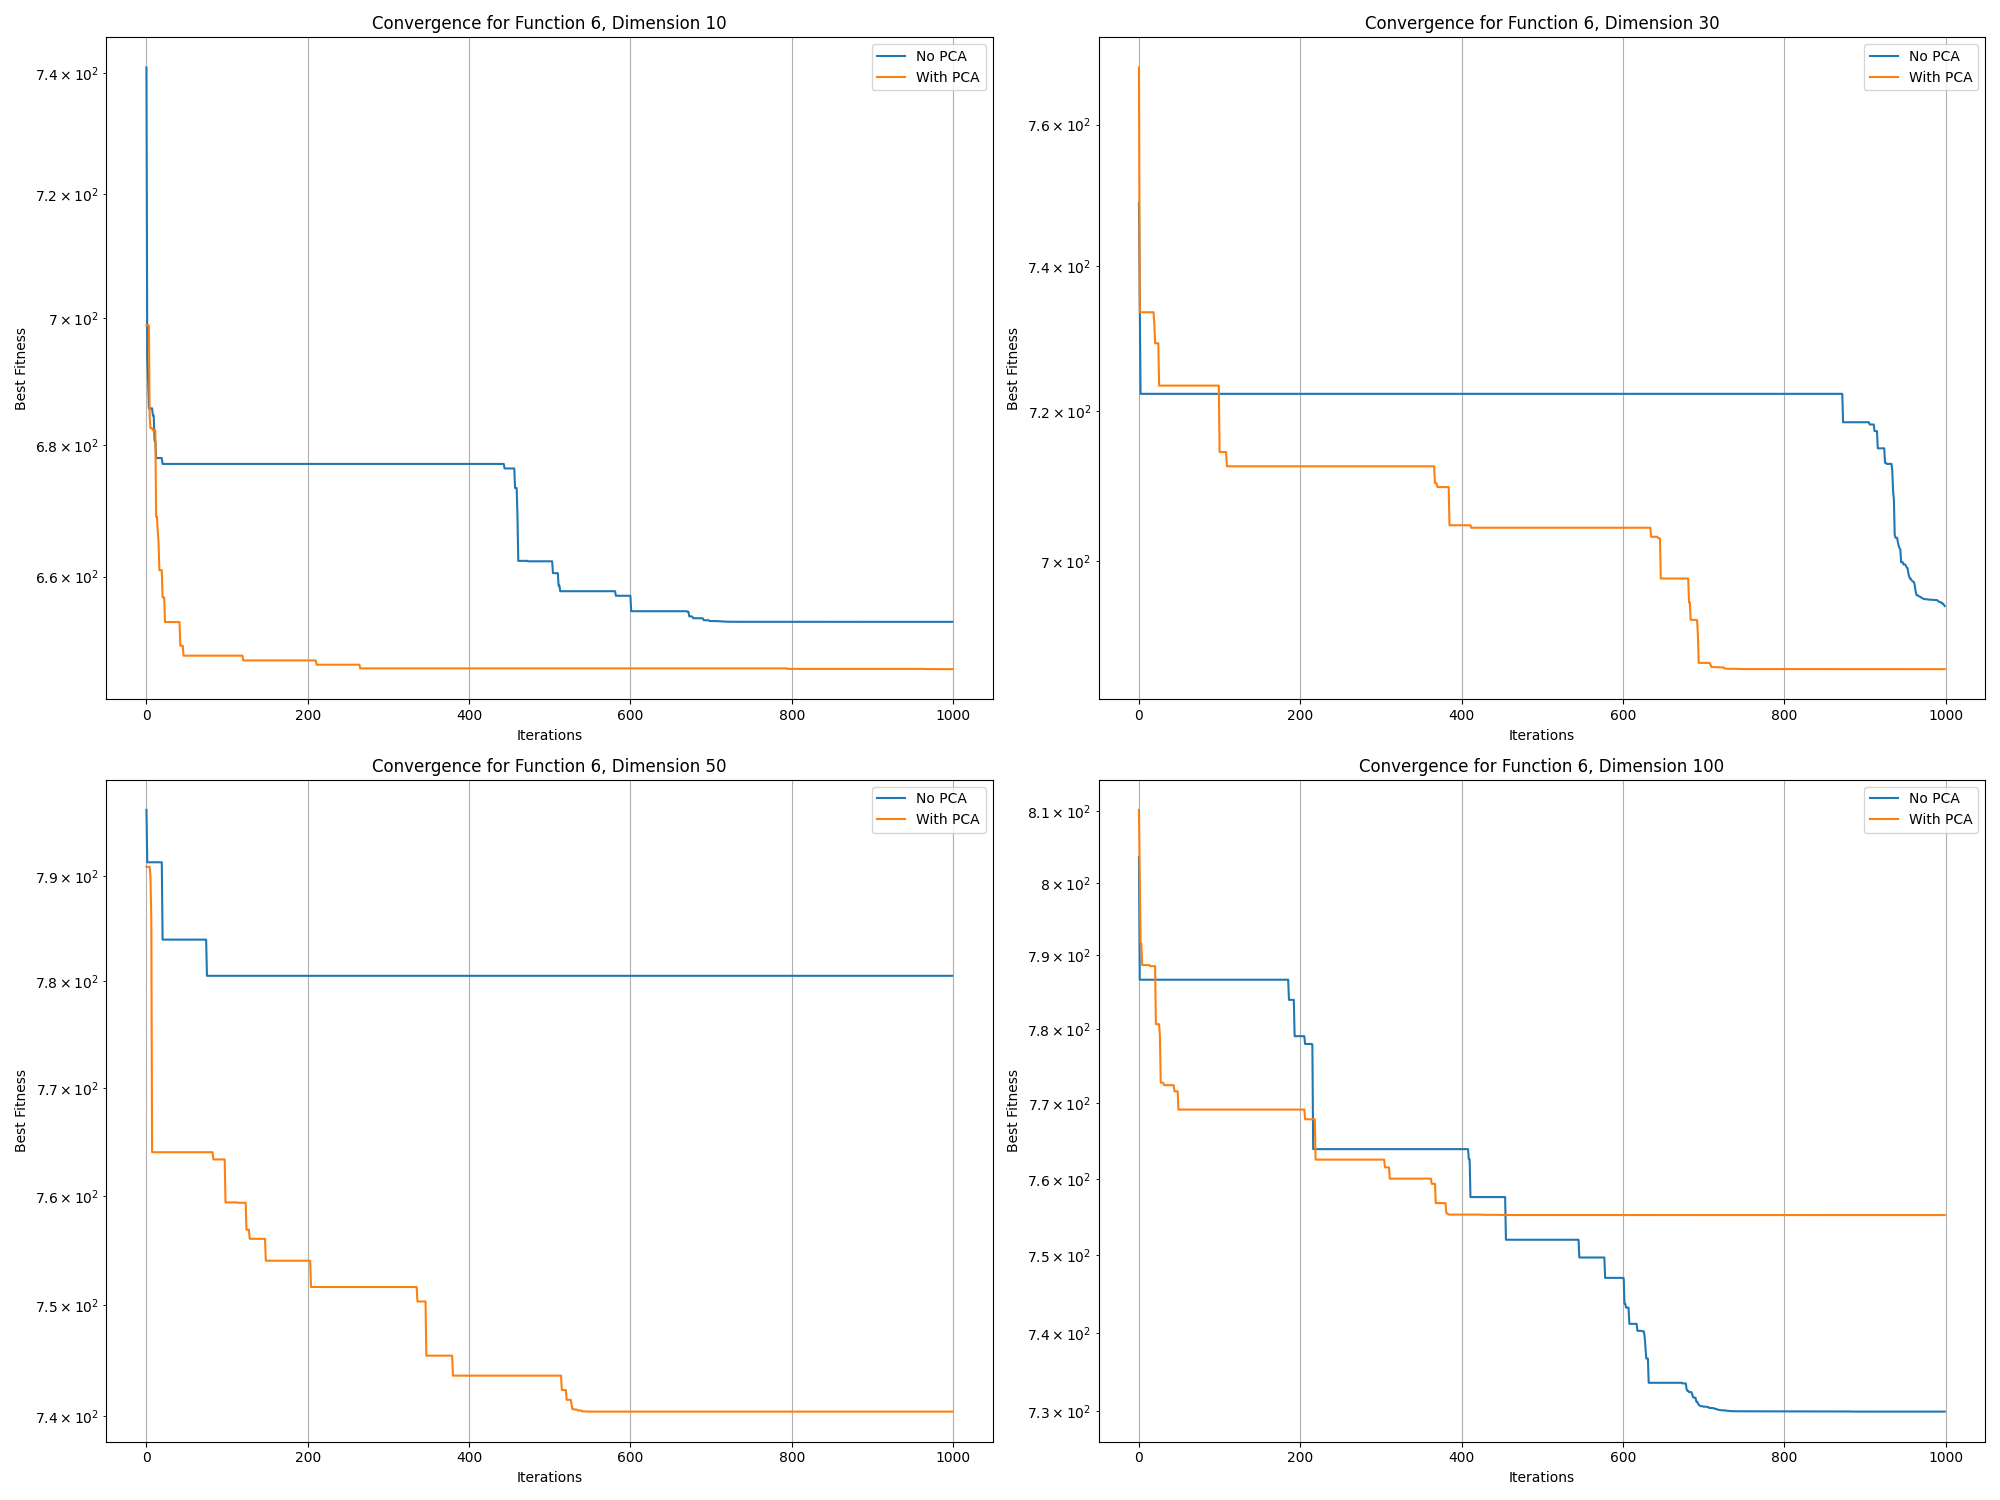 Convergence for Function 6, Dimension 10
No PCA
With PCA
7.4 × 10²
7.2 × 10²
7 × 10²
6.8 × 10²
6.6 × 10²
Best Fitness
0 200 400 600 800 1000
Iterations
Convergence for Function 6, Dimension 30
No PCA
With PCA
7.6 × 10²
7.4 × 10²
7.2 × 10²
7 × 10²
Best Fitness
0 200 400 600 800 1000
Iterations
Convergence for Function 6, Dimension 50
No PCA
With PCA
7.9 × 10²
7.8 × 10²
7.7 × 10²
7.6 × 10²
7.5 × 10²
7.4 × 10²
Best Fitness
0 200 400 600 800 1000
Iterations
Convergence for Function 6, Dimension 100
No PCA
With PCA
8.1 × 10²
8 × 10²
7.9 × 10²
7.8 × 10²
7.7 × 10²
7.6 × 10²
7.5 × 10²
7.4 × 10²
7.3 × 10²
Best Fitness
0 200 400 600 800 1000
Iterations